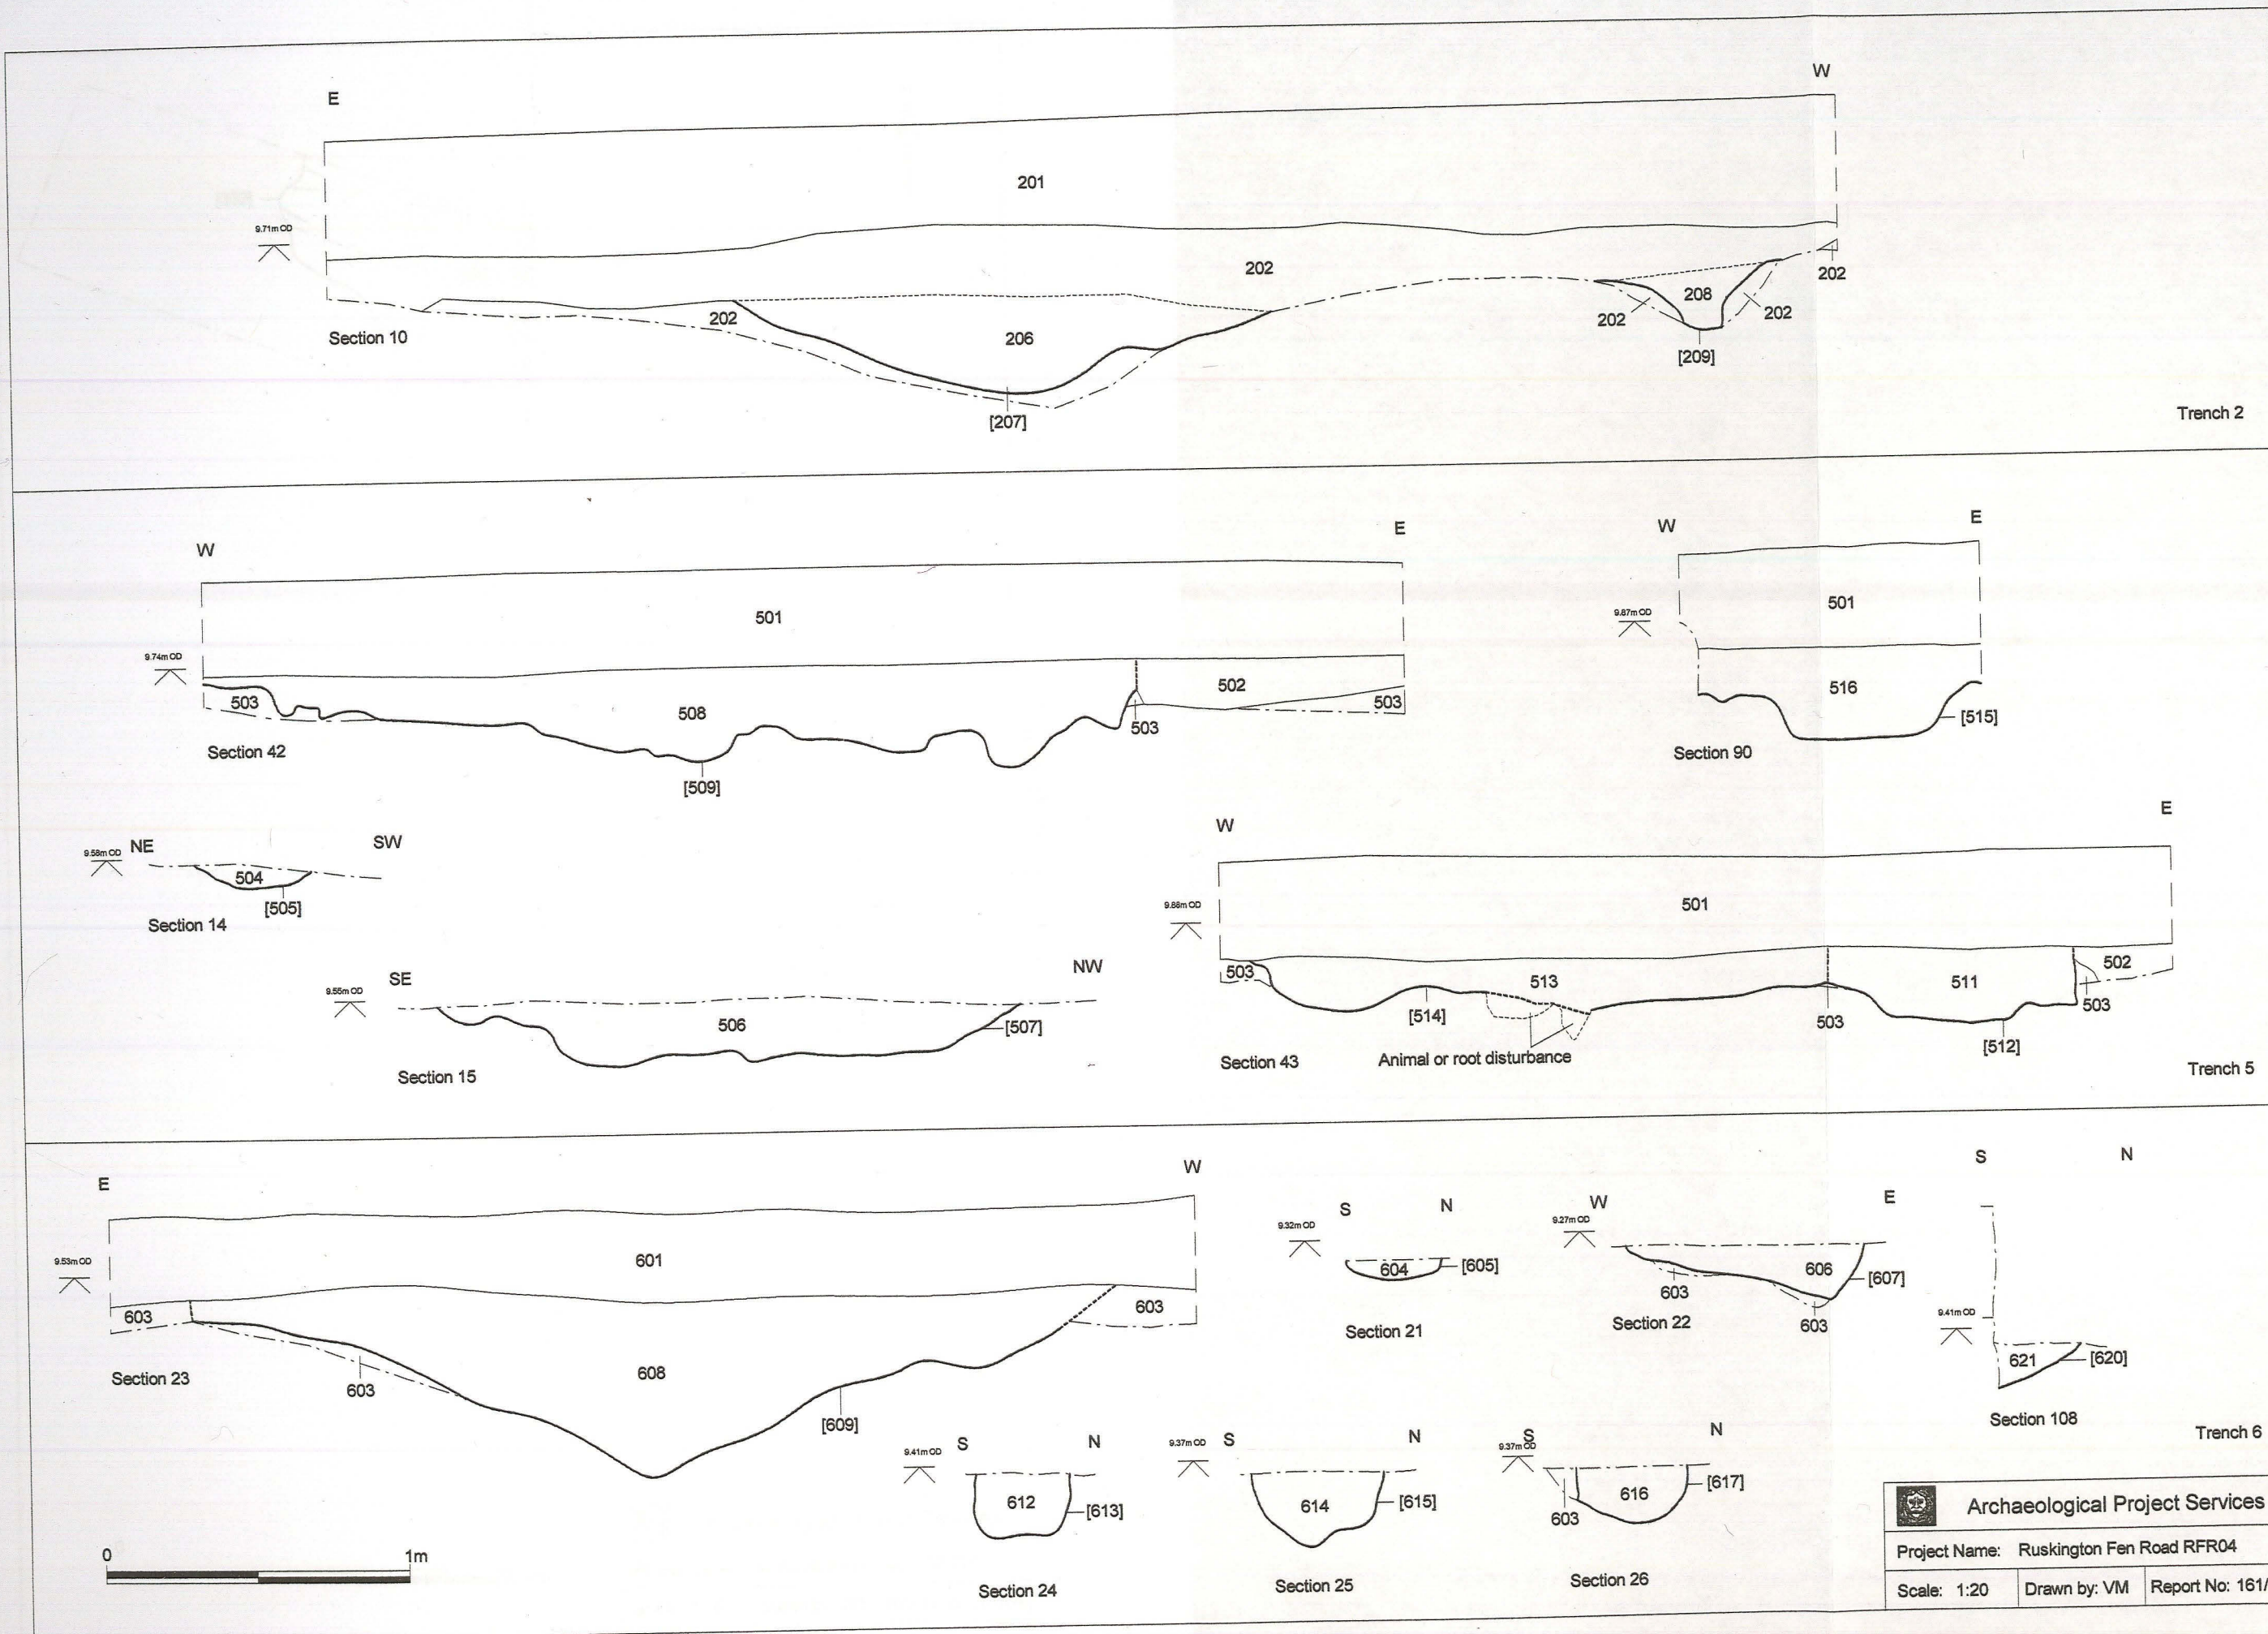 E
W
201
9.71m OD
202
202
208
202
202
202
206
Section 10
[209]
[207]
Trench 2
W
E
501
9.74m OD
503
508
502
503
503
Section 42
[509]
W
E
501
9.87m OD
516
[515]
Section 90
9.58m OD
NE
SW
504
[505]
Section 14
SE
NW
9.55m OD
506
[507]
Section 15
W
E
501
503
513
511
502
503
[514]
503
[512]
Section 43
Animal or root disturbance
Trench 5
E
W
601
9.53m OD
603
603
608
Section 23
603
[609]
S
N
9.32m OD
604
[605]
Section 21
W
E
9.27m OD
606
[607]
603
603
Section 22
S
N
9.41m OD
621
[620]
Section 108
9.41m OD
S
N
612
[613]
Section 24
9.37m OD
S
N
614
[615]
Section 25
S
N
9.37m OD
616
[617]
603
Section 26
Trench 6
0
1m
Archaeological Project Services
Project Name: Ruskington Fen Road RFR04
Scale: 1:20
Drawn by: VM
Report No: 161/